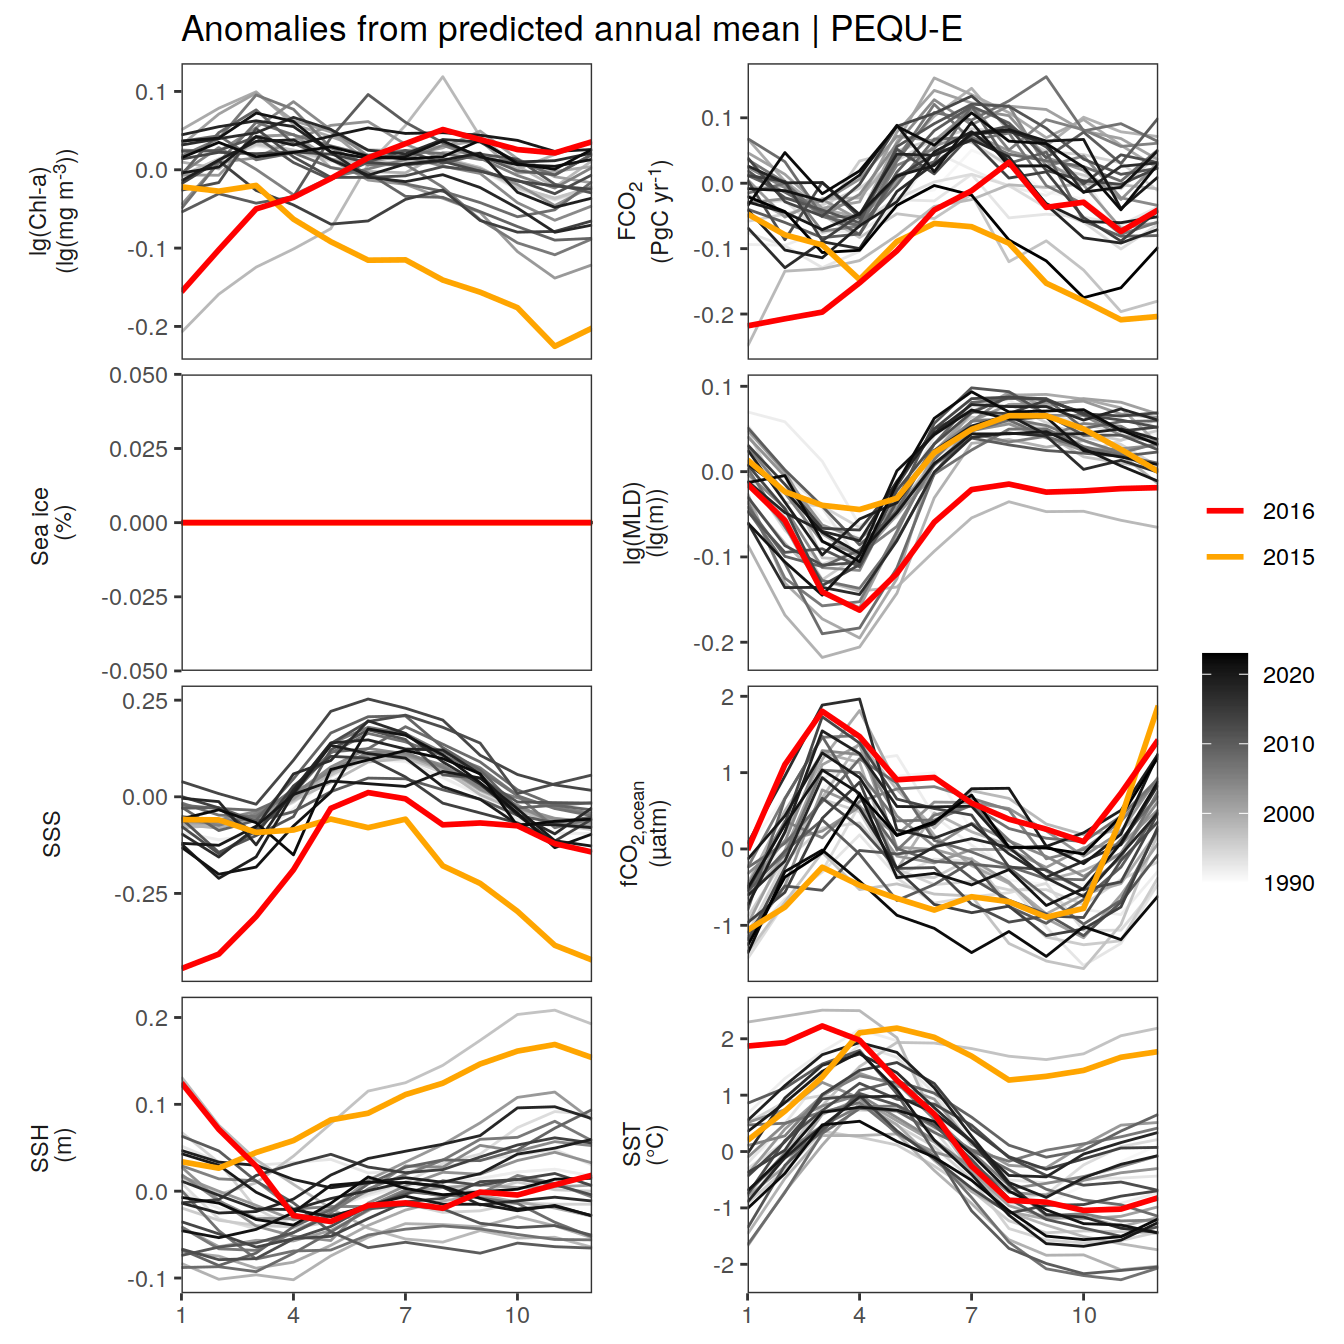 Anomalies from predicted annual mean | PEQU-E
lg(Chl-a)
(lg(mg m-3))
0.1
0.0
-0.1
-0.2
FCO2
(PgC yr-1)
0.1
0.0
-0.1
-0.2
Sea ice
(%)
0.050
0.025
0.000
-0.025
-0.050
lg(MLD)
(lg(m))
0.1
0.0
-0.1
-0.2
SSS
0.25
0.00
-0.25
fCO2,ocean
(µatm)
2
1
0
-1
SSH
(m)
0.2
0.1
0.0
-0.1
1 4 7 10
SST
(°C)
2
1
0
-1
-2
1 4 7 10
2016
2015
2020
2010
2000
1990